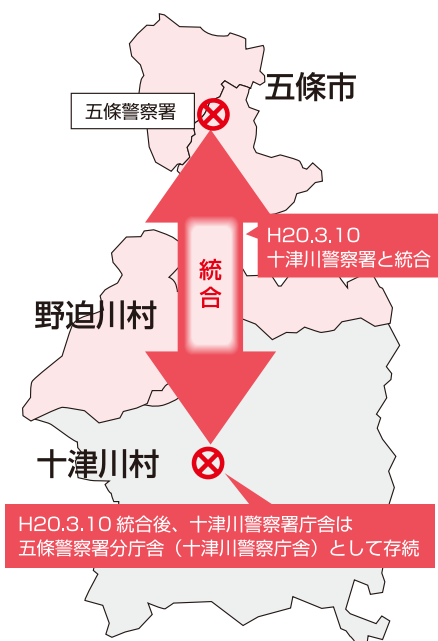 五條市
五條警察署
H20.3.10
十津川警察署と統合
統合
野迫川村
十津川村
H20.3.10 統合後、十津川警察署庁舎は
五條警察署分庁舎（十津川警察庁舎）として存続